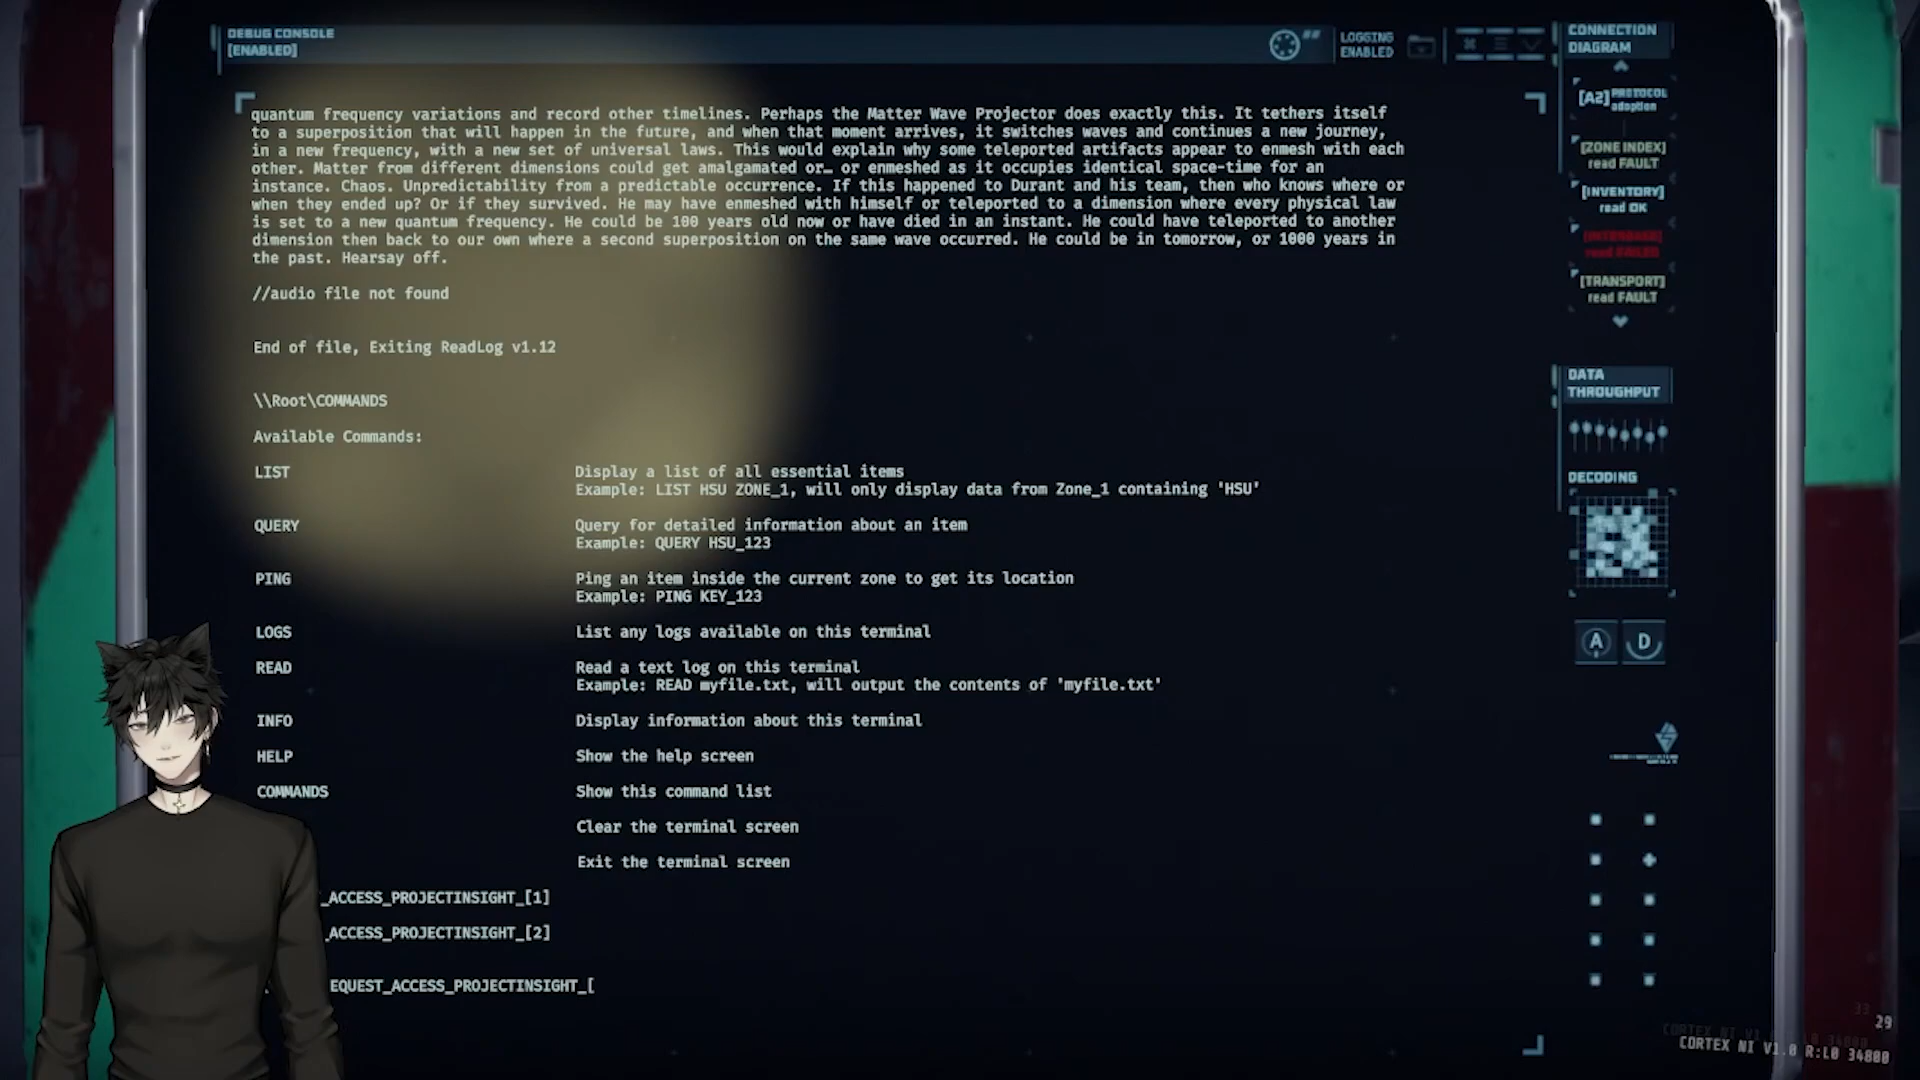 DEBUG CONSOLE
[ENABLED]
LOGGING
ENABLED
CONNECTION
DIAGRAM
[A2] PROTOCOL
adoption
[ZONE INDEX]
read FAULT
[INVENTORY]
read OK
read FAILED
[TRANSPORT]
read FAULT
DATA
THROUGHPUT
DECODING
A D
quantum frequency variations and record other timelines. Perhaps the Matter Wave Projector does exactly this. It tethers itself
to a superposition that will happen in the future, and when that moment arrives, it switches waves and continues a new journey,
in a new frequency, with a new set of universal laws. This would explain why some teleported artifacts appear to enmesh with each
other. Matter from different dimensions could get amalgamated or… or enmeshed as it occupies identical space-time for an
instance. Chaos. Unpredictability from a predictable occurrence. If this happened to Durant and his team, then who knows where or
when they ended up? Or if they survived. He may have enmeshed with himself or teleported to a dimension where every physical law
is set to a new quantum frequency. He could be 100 years old now or have died in an instant. He could have teleported to another
dimension then back to our own where a second superposition on the same wave occurred. He could be in tomorrow, or 1000 years in
the past. Hearsay off.
//audio file not found
End of file, Exiting ReadLog v1.12
\\Root\COMMANDS
Available Commands:
LIST Display a list of all essential items
Example: LIST HSU ZONE_1, will only display data from Zone_1 containing 'HSU'
QUERY Query for detailed information about an item
Example: QUERY HSU_123
PING Ping an item inside the current zone to get its location
Example: PING KEY_123
LOGS List any logs available on this terminal
READ Read a text log on this terminal
Example: READ myfile.txt, will output the contents of 'myfile.txt'
INFO Display information about this terminal
HELP Show the help screen
COMMANDS Show this command list
Clear the terminal screen
Exit the terminal screen
_ACCESS_PROJECTINSIGHT_[1]
_ACCESS_PROJECTINSIGHT_[2]
EQUEST_ACCESS_PROJECTINSIGHT_[
29
CORTEX NI V1.0 R:L0 34800